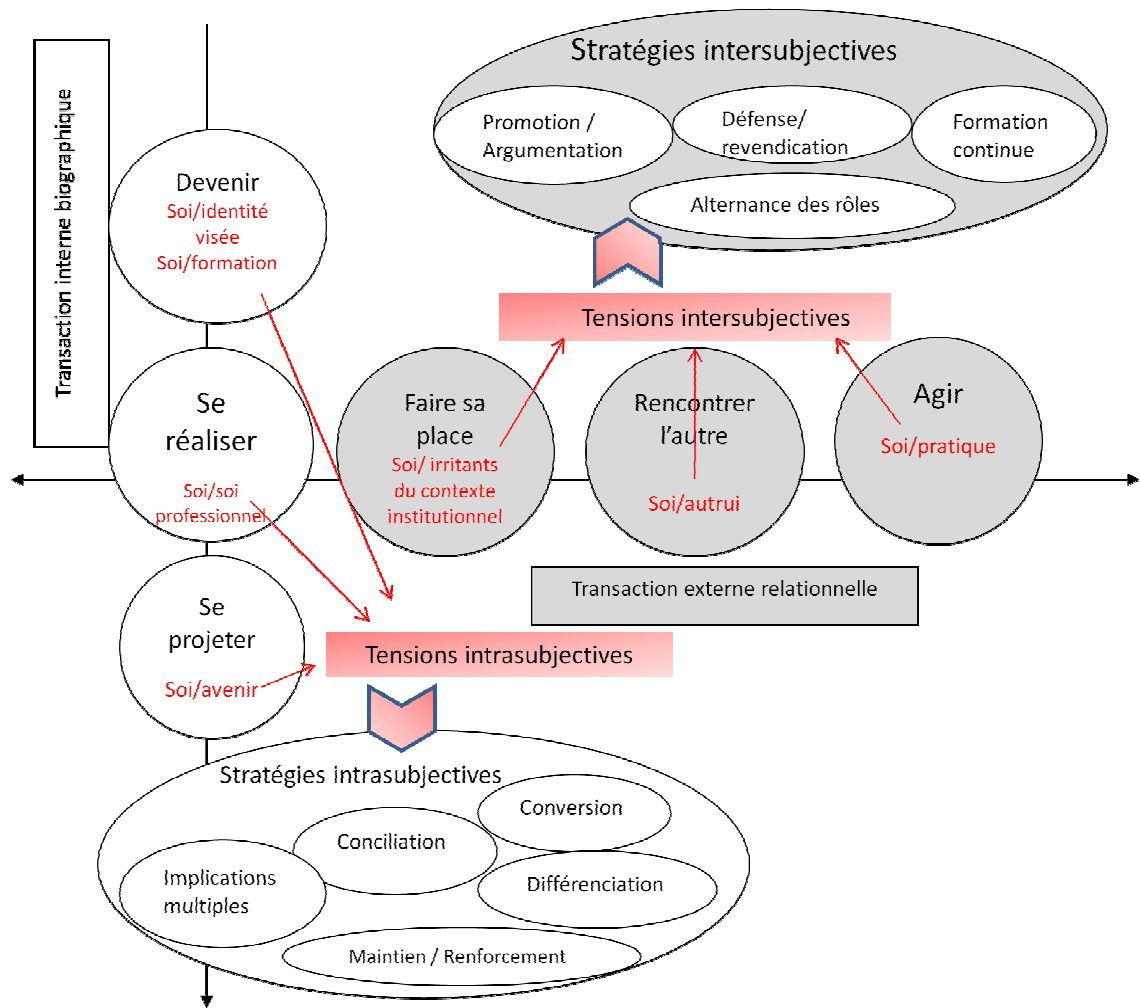 Transaction interne biographique
Stratégies intersubjectives
Promotion /
Argumentation
Défense/
revendication
Formation
continue
Alternance des rôles
Devenir
Soi/identité
visée
Soi/formation
Tensions intersubjectives
Se
réaliser
Soi/soi
professionnel
Faire sa
place
Soi/ irritants
du contexte
institutionnel
Rencontrer
l'autre
Soi/autrui
Agir
Soi/pratique
Transaction externe relationnelle
Se
projeter
Soi/avenir
Tensions intrasubjectives
Stratégies intrasubjectives
Conversion
Conciliation
Implications
multiples
Différenciation
Maintien / Renforcement